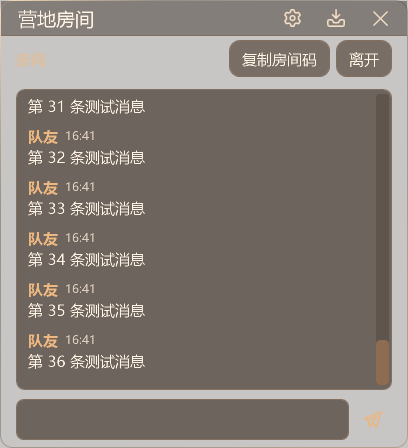 营地房间
复制房间码
离开
第 31 条测试消息
队友 16:41
第 32 条测试消息
队友 16:41
第 33 条测试消息
队友 16:41
第 34 条测试消息
队友 16:41
第 35 条测试消息
队友 16:41
第 36 条测试消息